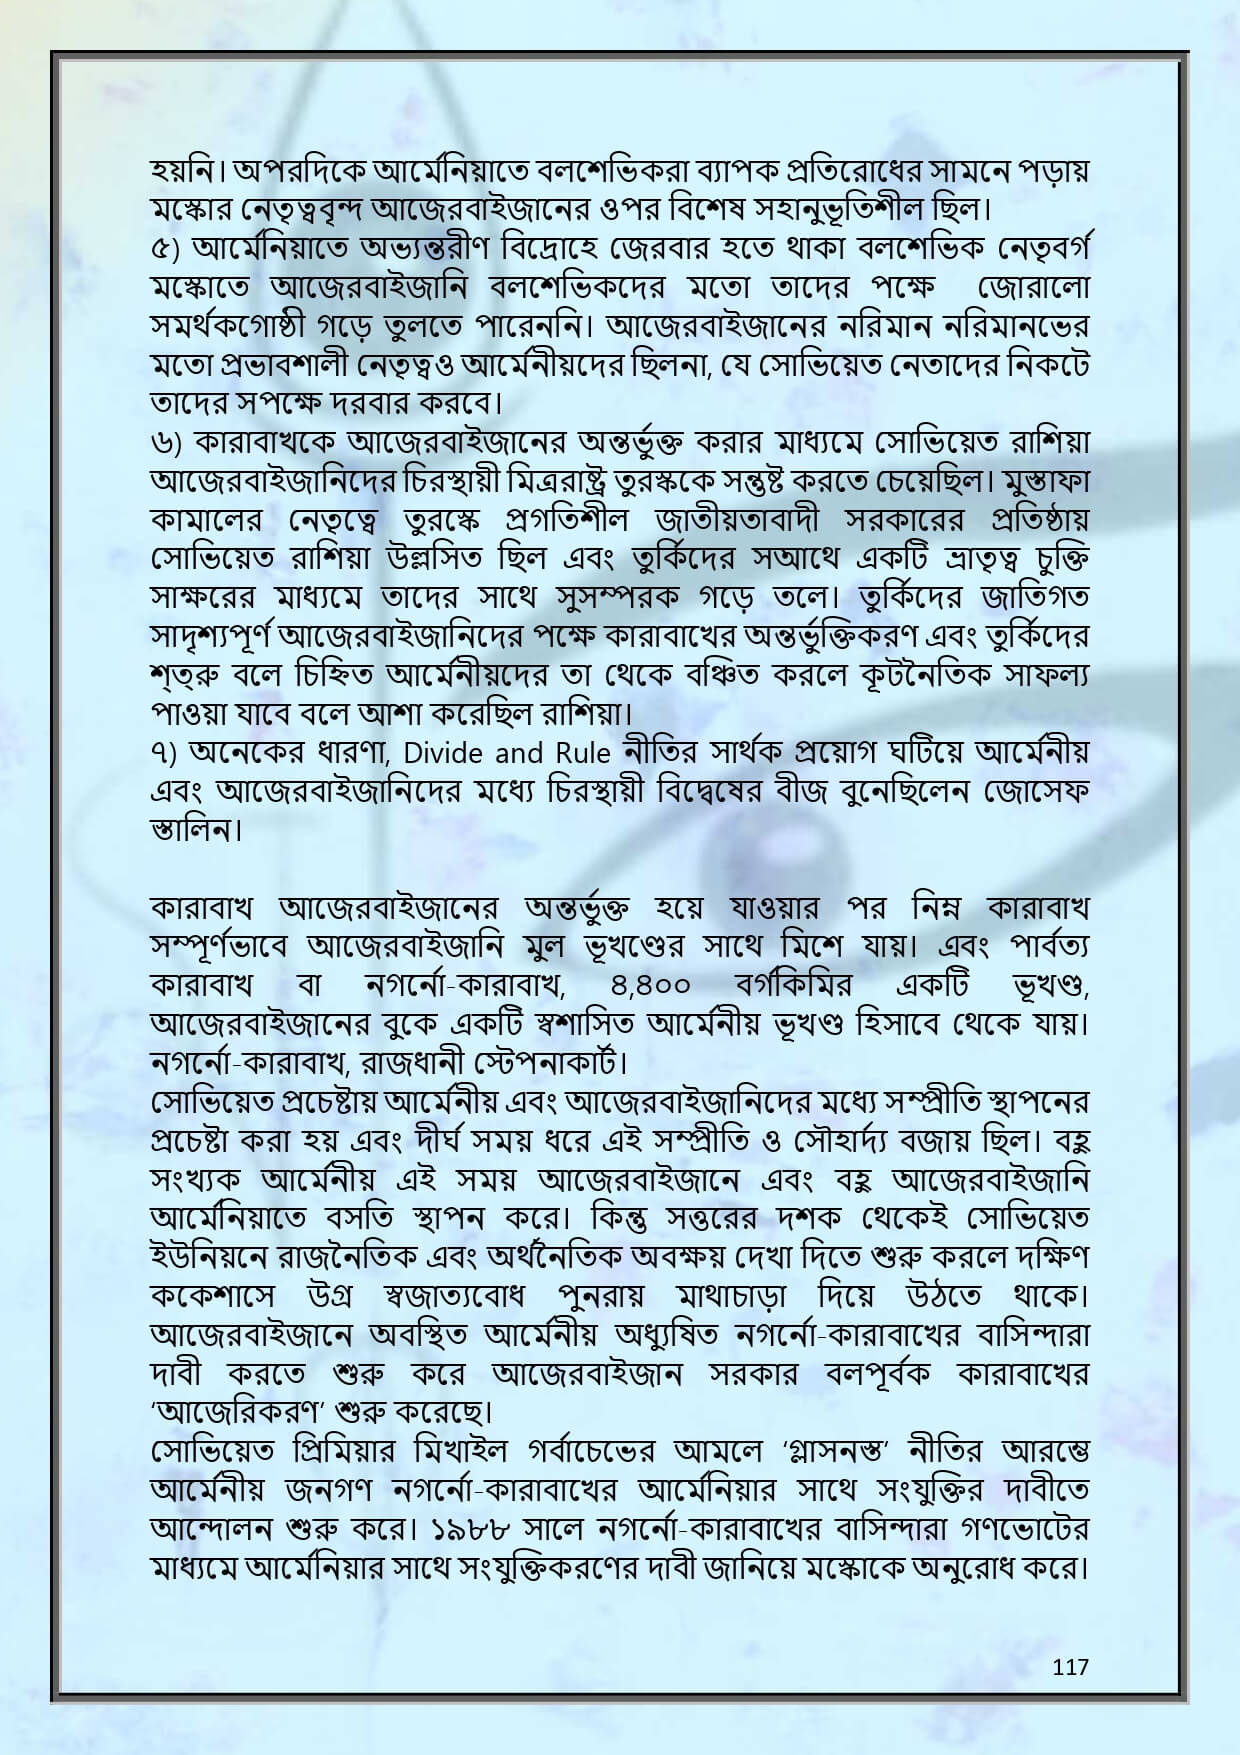 হয়নি। অপরদিকে আর্মেনিয়াতে বলশেভিকরা ব্যাপক প্রতিরোধের সামনে পড়ায়
মস্কোর নেতৃত্ববৃন্দ আজেরবাইজানের ওপর বিশেষ সহানুভূতিশীল ছিল।
৫) আর্মেনিয়াতে অভ্যন্তরীণ বিদ্রোহে জেরবার হতে থাকা বলশেভিক নেতৃবর্গ
মস্কোতে আজেরবাইজানি বলশেভিকদের মতো তাদের পক্ষে জোরালো
সমর্থকগোষ্ঠী গড়ে তুলতে পারেননি। আজেরবাইজানের নরিমান নরিমানভের
মতো প্রভাবশালী নেতৃত্বও আর্মেনীয়দের ছিলনা, যে সোভিয়েত নেতাদের নিকটে
তাদের সপক্ষে দরবার করবে।
৬) কারাবাখকে আজেরবাইজানের অন্তর্ভুক্ত করার মাধ্যমে সোভিয়েত রাশিয়া
আজেরবাইজানিদের চিরস্থায়ী মিত্ররাষ্ট্র তুরস্ককে সন্তুষ্ট করতে চেয়েছিল। মুস্তাফা
কামালের নেতৃত্বে তুরস্কে প্রগতিশীল জাতীয়তাবাদী সরকারের প্রতিষ্ঠায়
সোভিয়েত রাশিয়া উল্লসিত ছিল এবং তুর্কিদের সআথে একটি ভ্রাতৃত্ব চুক্তি
সাক্ষরের মাধ্যমে তাদের সাথে সুসম্পরক গড়ে তলে। তুর্কিদের জাতিগত
সাদৃশ্যপূর্ণ আজেরবাইজানিদের পক্ষে কারাবাখের অন্তর্ভুক্তিকরণ এবং তুর্কিদের
শ্ত্রু বলে চিহ্নিত আর্মেনীয়দের তা থেকে বঞ্চিত করলে কূটনৈতিক সাফল্য
পাওয়া যাবে বলে আশা করেছিল রাশিয়া।
৭) অনেকের ধারণা, Divide and Rule নীতির সার্থক প্রয়োগ ঘটিয়ে আর্মেনীয়
এবং আজেরবাইজানিদের মধ্যে চিরস্থায়ী বিদ্বেষের বীজ বুনেছিলেন জোসেফ
স্তালিন।
কারাবাখ আজেরবাইজানের অন্তর্ভুক্ত হয়ে যাওয়ার পর নিম্ন কারাবাখ
সম্পূর্ণভাবে আজেরবাইজানি মুল ভূখণ্ডের সাথে মিশে যায়। এবং পার্বত্য
কারাবাখ বা নগর্নো-কারাবাখ, ৪,৪০০ বর্গকিমির একটি ভূখণ্ড,
আজেরবাইজানের বুকে একটি স্বশাসিত আর্মেনীয় ভূখণ্ড হিসাবে থেকে যায়।
নগর্নো-কারাবাখ, রাজধানী স্টেপনাকার্ট।
সোভিয়েত প্রচেষ্টায় আর্মেনীয় এবং আজেরবাইজানিদের মধ্যে সম্প্রীতি স্থাপনের
প্রচেষ্টা করা হয় এবং দীর্ঘ সময় ধরে এই সম্প্রীতি ও সৌহার্দ্য বজায় ছিল। বহু
সংখ্যক আর্মেনীয় এই সময় আজেরবাইজানে এবং বহু আজেরবাইজানি
আর্মেনিয়াতে বসতি স্থাপন করে। কিন্তু সত্তরের দশক থেকেই সোভিয়েত
ইউনিয়নে রাজনৈতিক এবং অর্থনৈতিক অবক্ষয় দেখা দিতে শুরু করলে দক্ষিণ
ককেশাসে উগ্র স্বজাত্যবোধ পুনরায় মাথাচাড়া দিয়ে উঠতে থাকে।
আজেরবাইজানে অবস্থিত আর্মেনীয় অধ্যুষিত নগর্নো-কারাবাখের বাসিন্দারা
দাবী করতে শুরু করে আজেরবাইজান সরকার বলপূর্বক কারাবাখের
‘আজেরিকরণ’ শুরু করেছে।
সোভিয়েত প্রিমিয়ার মিখাইল গর্বাচেভের আমলে ‘গ্লাসনস্ত’ নীতির আরম্ভে
আর্মেনীয় জনগণ নগর্নো-কারাবাখের আর্মেনিয়ার সাথে সংযুক্তির দাবীতে
আন্দোলন শুরু করে। ১৯৮৮ সালে নগর্নো-কারাবাখের বাসিন্দারা গণভোটের
মাধ্যমে আর্মেনিয়ার সাথে সংযুক্তিকরণের দাবী জানিয়ে মস্কোকে অনুরোধ করে।
117